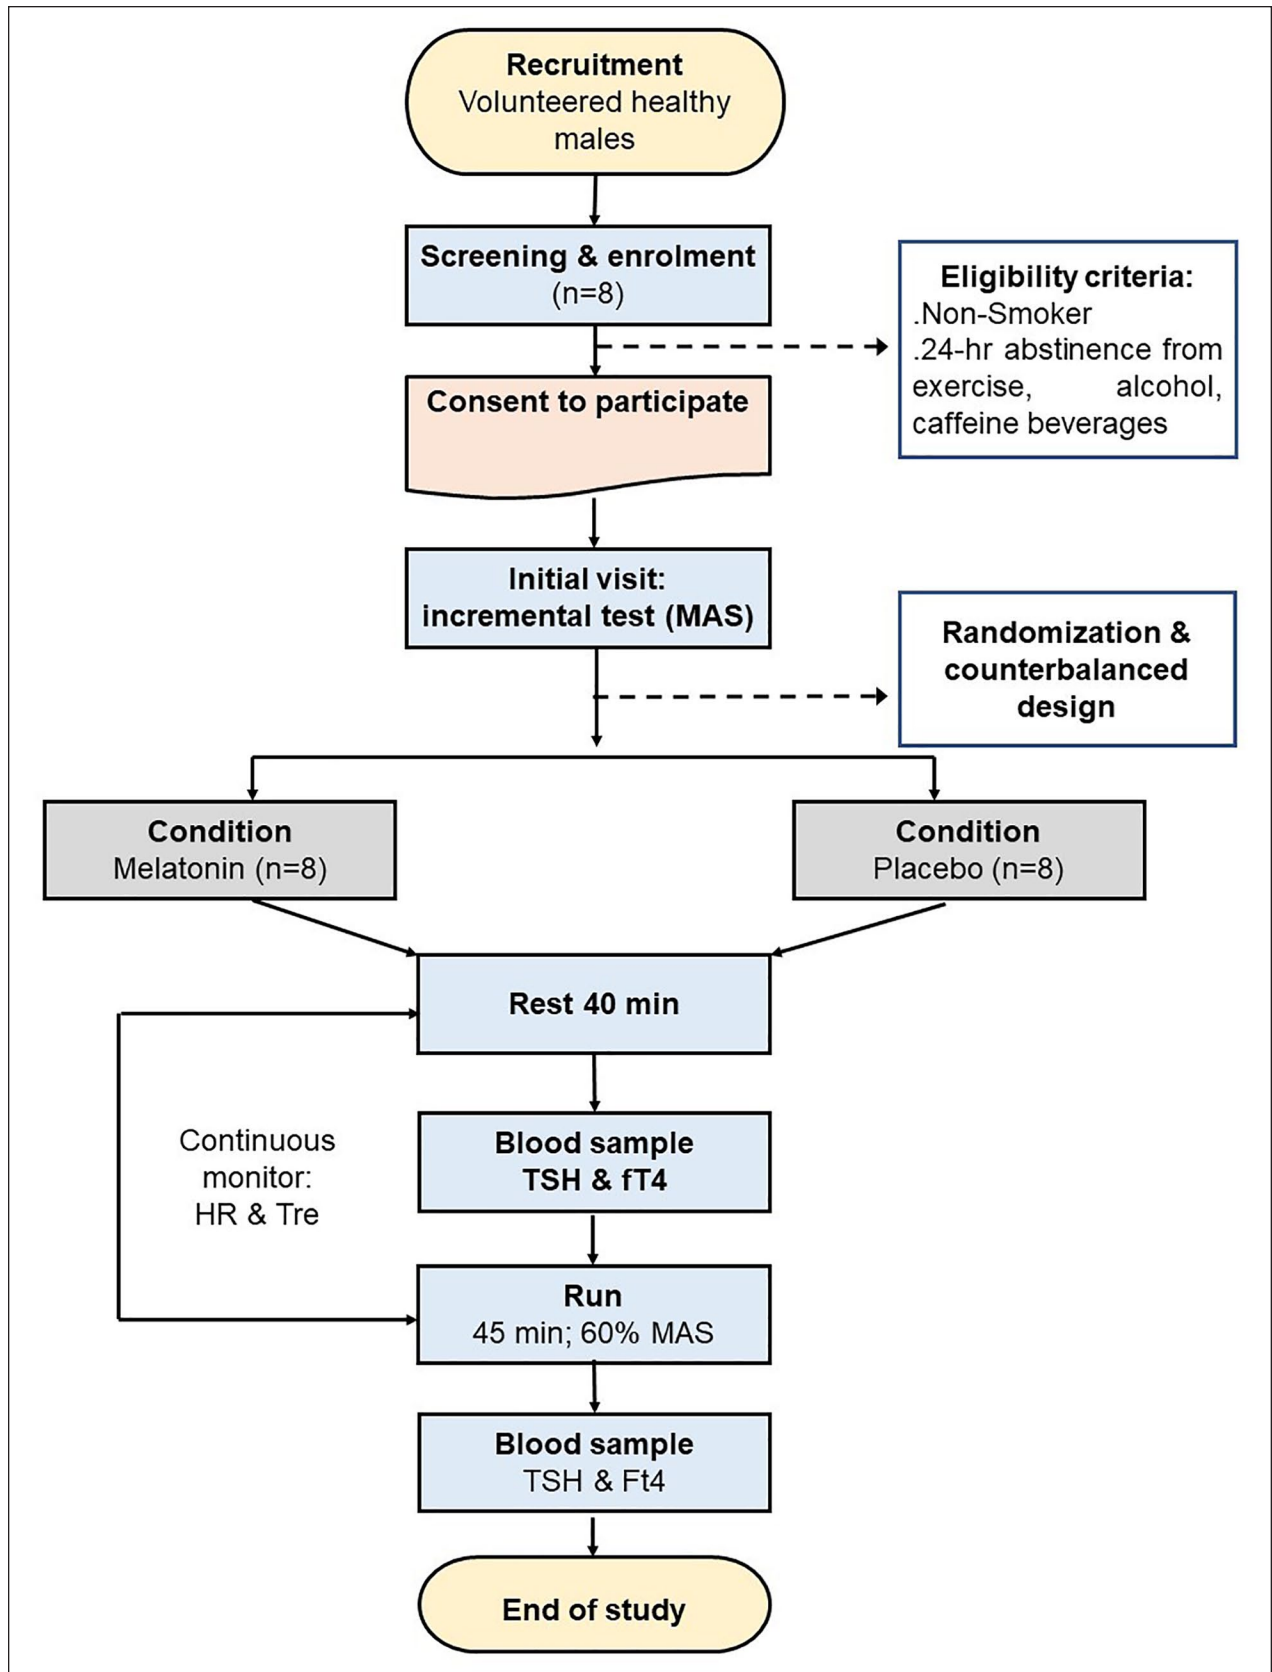 Recruitment
Volunteered healthy
males
Screening & enrolment
(n=8)
Eligibility criteria:
.Non-Smoker
.24-hr abstinence from
exercise, alcohol,
caffeine beverages
Consent to participate
Initial visit:
incremental test (MAS)
Randomization &
counterbalanced
design
Condition
Melatonin (n=8)
Condition
Placebo (n=8)
Rest 40 min
Continuous
monitor:
HR & Tre
Blood sample
TSH & fT4
Run
45 min; 60% MAS
Blood sample
TSH & Ft4
End of study